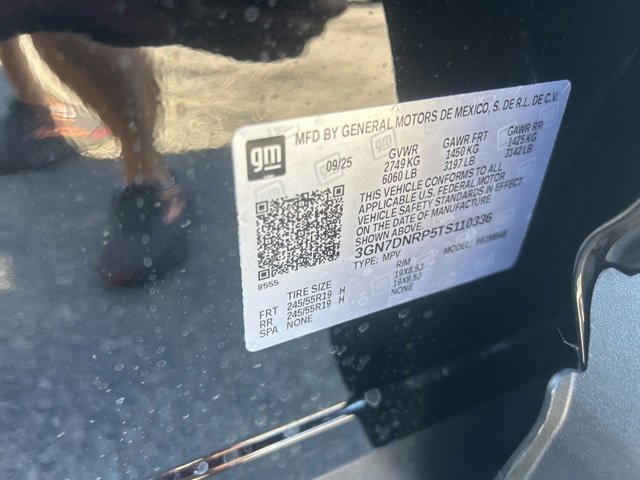 gm
MFD BY GENERAL MOTORS DE MEXICO, S. DE R.L. DE C.V.
09/25 GVWR GAWR FRT GAWR RR
2749 KG 1450 KG 1425 KG
6060 LB 3197 LB 3142 LB
THIS VEHICLE CONFORMS TO ALL
APPLICABLE U.S. FEDERAL MOTOR
VEHICLE SAFETY STANDARDS IN EFFECT
ON THE DATE OF MANUFACTURE
SHOWN ABOVE.
3GN7DNRP5TS110336
TYPE: MPV MODEL:
8555
TIRE SIZE RIM
FRT 245/55R19 H 19X8.5J
RR 245/55R19 H 19X8.5J
SPA NONE NONE